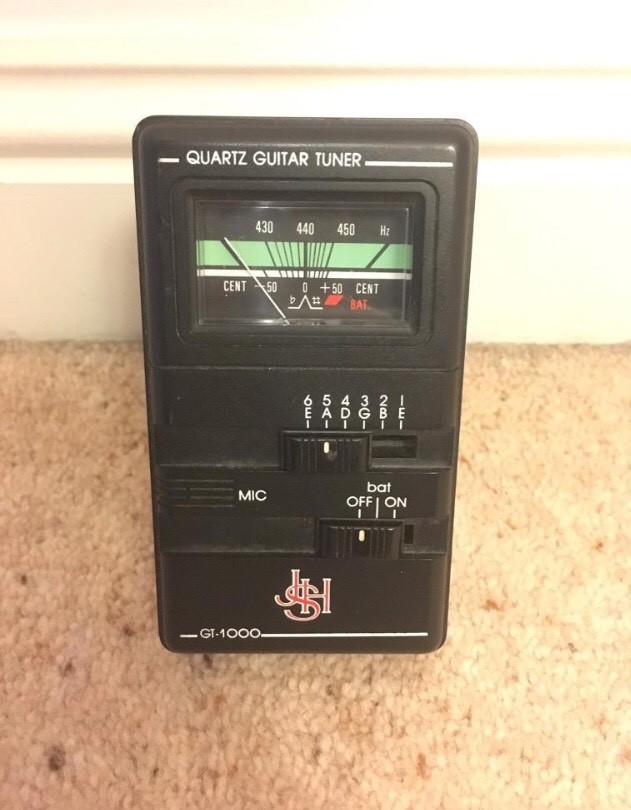 QUARTZ GUITAR TUNER
430 440 450 Hz
CENT -50 0 +50 CENT
♭ ♯ BAT.
6 5 4 3 2 1
E A D G B E
MIC
bat
OFF ON
JSH
GT-1000